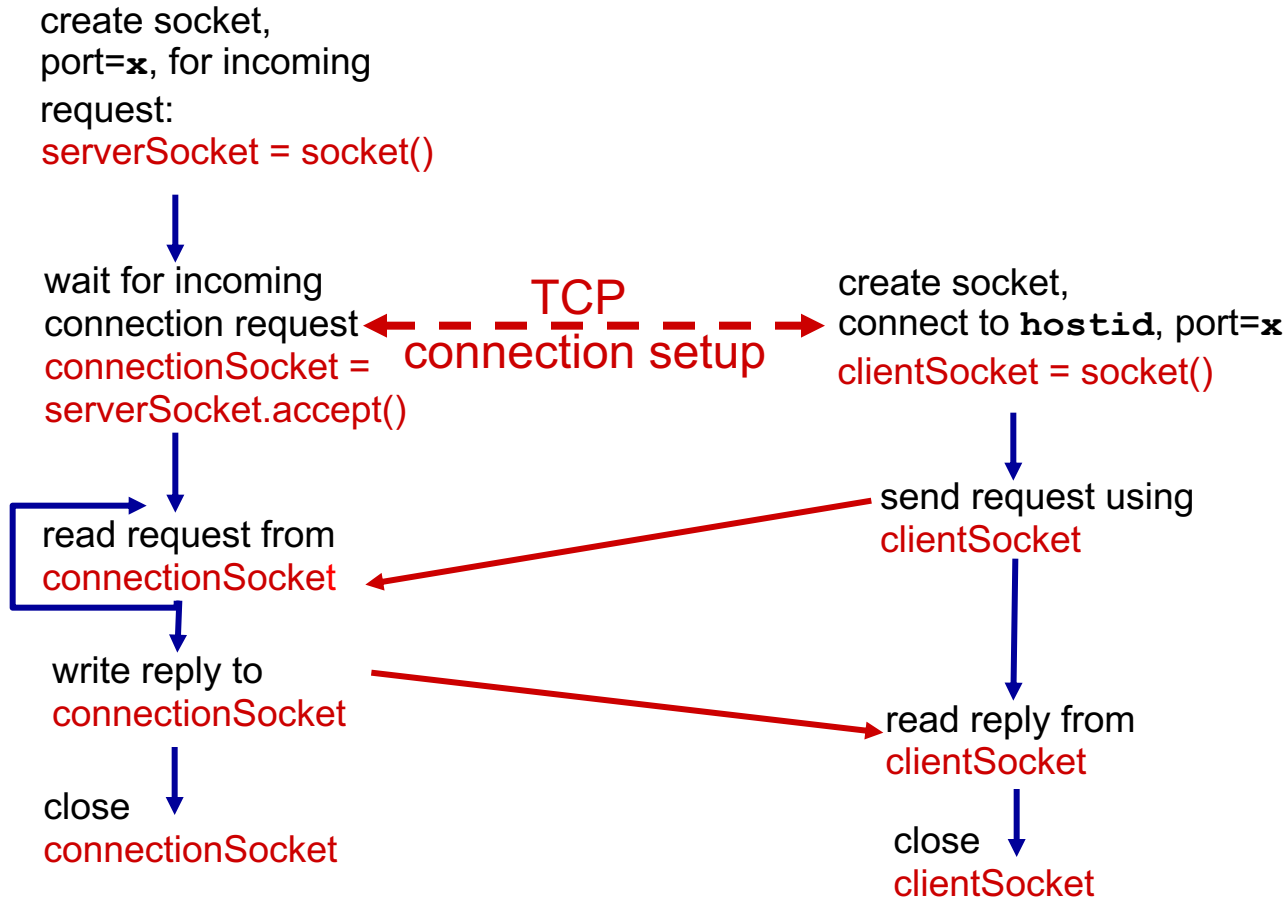 create socket,
port=x, for incoming
request:
serverSocket = socket()
wait for incoming
connection request
connectionSocket =
serverSocket.accept()
TCP
connection setup
create socket,
connect to hostid, port=x
clientSocket = socket()
read request from
connectionSocket
send request using
clientSocket
write reply to
connectionSocket
read reply from
clientSocket
close
connectionSocket
close
clientSocket